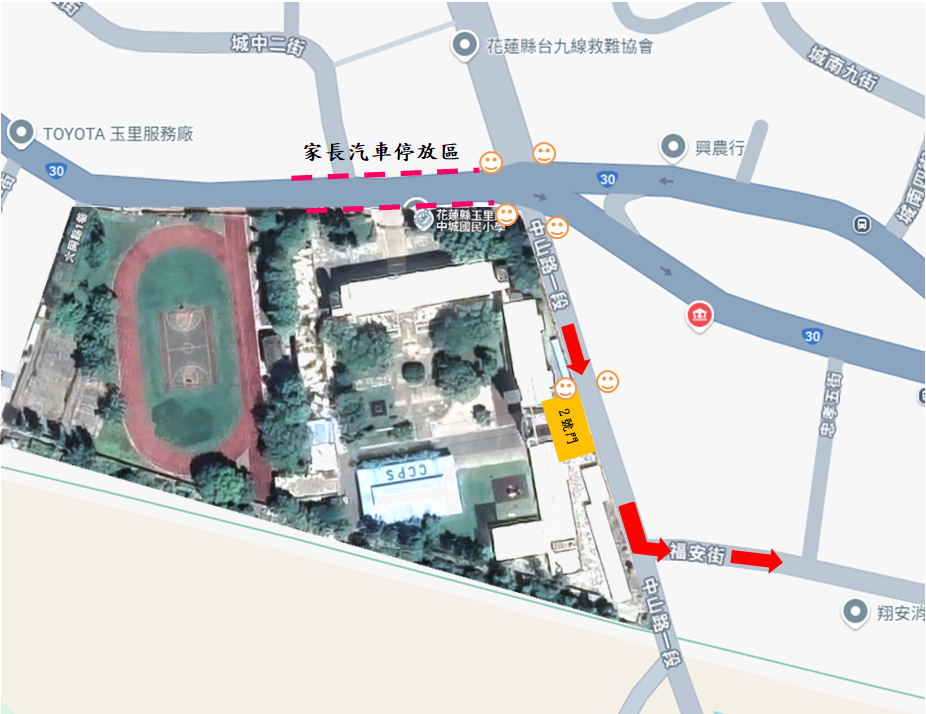 城中二街
花蓮縣台九線救難協會
城南九街
TOYOTA 玉里服務廠
家長汽車停放區
興農行
30
30
城南四街
花蓮縣玉里
中城國民小學
中山路一段
30
2號門
忠孝五街
CCPS
福安街
中山路一段
翔安消